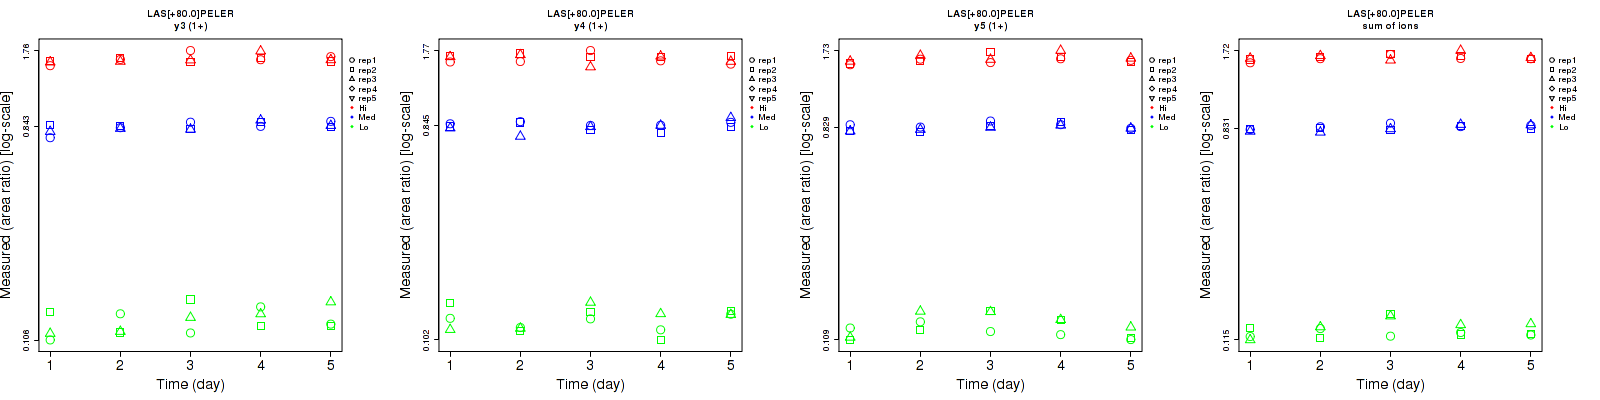 LAS[+80.0]PELER
y3 (1+)
Measured (area ratio) [log-scale]
1.76
0.843
0.106
1 2 3 4 5
Time (day)
rep1
rep2
rep3
rep4
rep5
Hi
Med
Lo
LAS[+80.0]PELER
y4 (1+)
Measured (area ratio) [log-scale]
1.77
0.845
0.102
1 2 3 4 5
Time (day)
rep1
rep2
rep3
rep4
rep5
Hi
Med
Lo
LAS[+80.0]PELER
y5 (1+)
Measured (area ratio) [log-scale]
1.73
0.829
0.109
1 2 3 4 5
Time (day)
rep1
rep2
rep3
rep4
rep5
Hi
Med
Lo
LAS[+80.0]PELER
sum of ions
Measured (area ratio) [log-scale]
1.72
0.831
0.115
1 2 3 4 5
Time (day)
rep1
rep2
rep3
rep4
rep5
Hi
Med
Lo